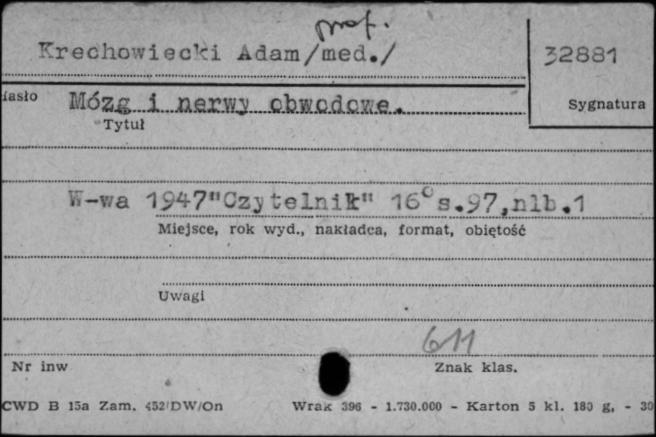 prof.
Krechowiecki Adam/med./
32881
iasło Mózg i nerwy obwodowe.
Sygnatura
Tytuł
W-wa 1947"Czytelnik" 16° s.97,nlb.1
Miejsce, rok wyd., nakładca, format, objętość
Uwagi
611
Nr inw Znak klas.
CWD B 15a Zam. 452/DW/On Wrak 396 - 1.730.000 - Karton 5 kl. 180 g, - 30